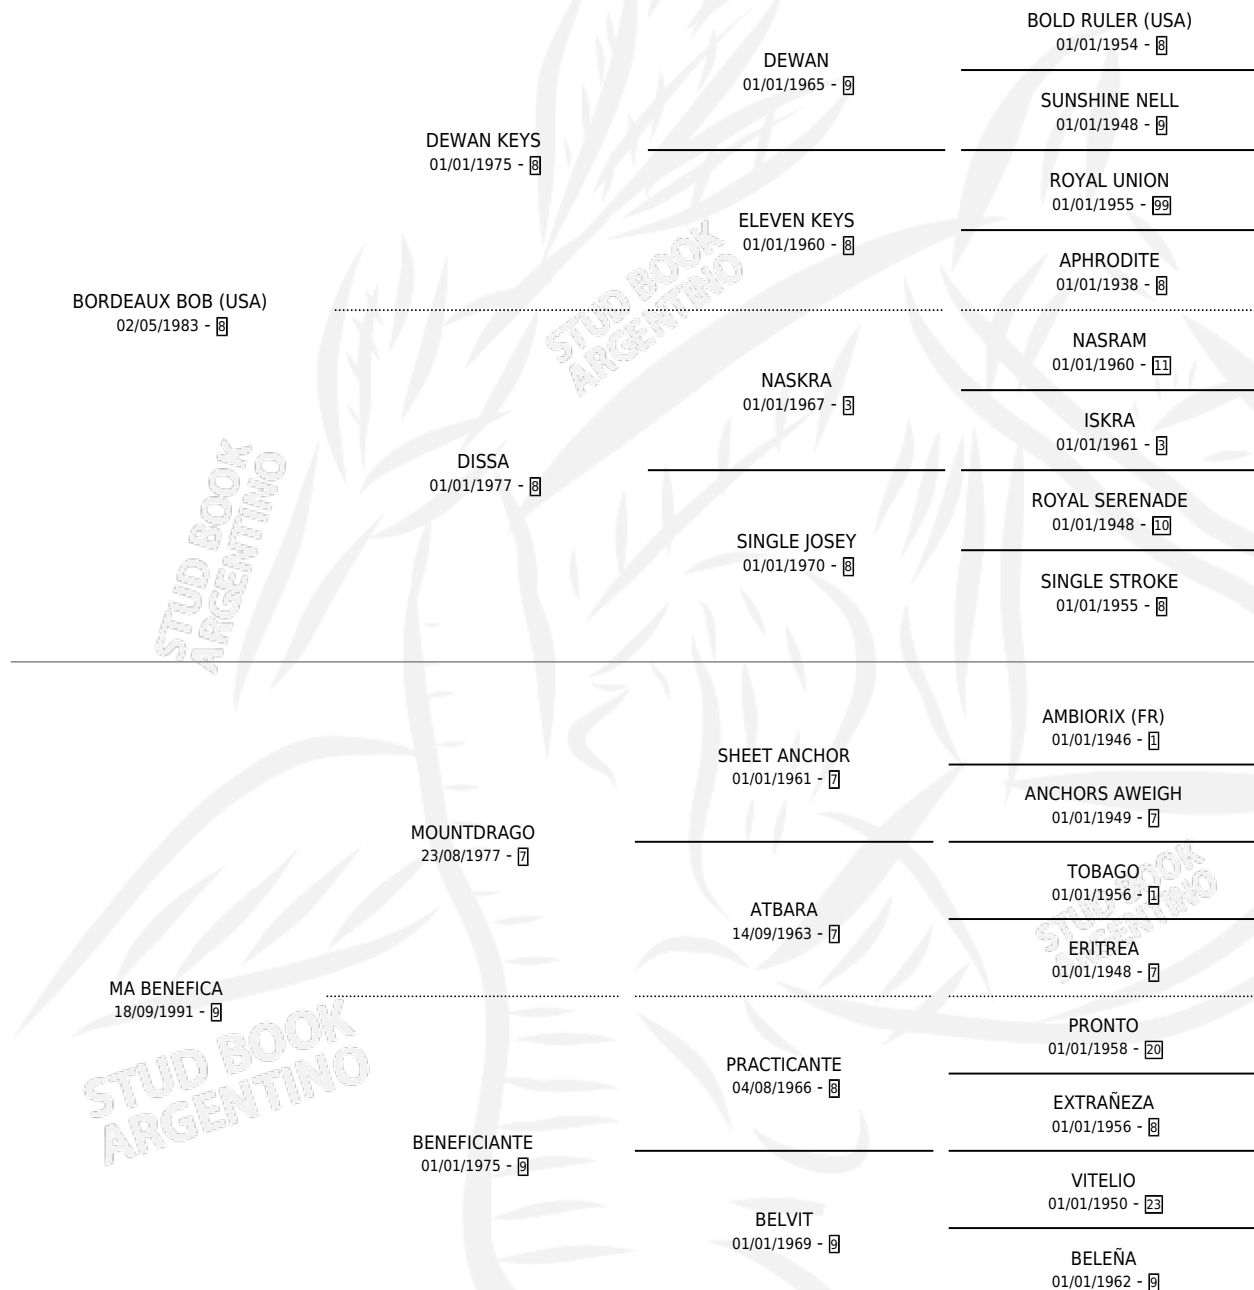 BOLD RULER (USA)
01/01/1954 - 8
DEWAN
01/01/1965 - 9
SUNSHINE NELL
01/01/1948 - 9
DEWAN KEYS
01/01/1975 - 8
ROYAL UNION
01/01/1955 - 99
ELEVEN KEYS
01/01/1960 - 8
APHRODITE
01/01/1938 - 8
BORDEAUX BOB (USA)
02/05/1983 - 8
STUD BOOK
ARGENTINO
NASRAM
01/01/1960 - 11
NASKRA
01/01/1967 - 3
ISKRA
01/01/1961 - 3
DISSA
01/01/1977 - 8
ROYAL SERENADE
01/01/1948 - 10
SINGLE JOSEY
01/01/1970 - 8
SINGLE STROKE
01/01/1955 - 8
STUD BOOK
ARGENTINO
AMBIORIX (FR)
01/01/1946 - 1
SHEET ANCHOR
01/01/1961 - 7
ANCHORS AWEIGH
01/01/1949 - 7
MOUNTDRAGO
23/08/1977 - 7
TOBAGO
01/01/1956 - 1
ATBARA
14/09/1963 - 7
STUD BOOK
ARGENTINO
ERITREA
01/01/1948 - 7
MA BENEFICA
18/09/1991 - 9
PRONTO
01/01/1958 - 20
PRACTICANTE
04/08/1966 - 8
STUD BOOK
ARGENTINO
EXTRAÑEZA
01/01/1956 - 8
BENEFICIANTE
01/01/1975 - 9
VITELIO
01/01/1950 - 23
BELVIT
01/01/1969 - 9
BELEÑA
01/01/1962 - 9